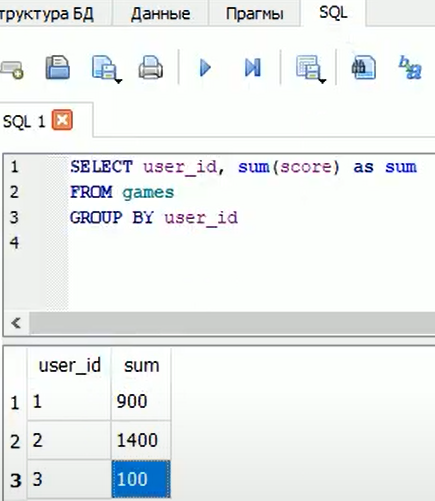 труктура БД Данные Прагмы SQL
SQL 1
1 SELECT user_id, sum(score) as sum
2 FROM games
3 GROUP BY user_id
4
user_id sum
1 1 900
2 2 1400
3 3 100